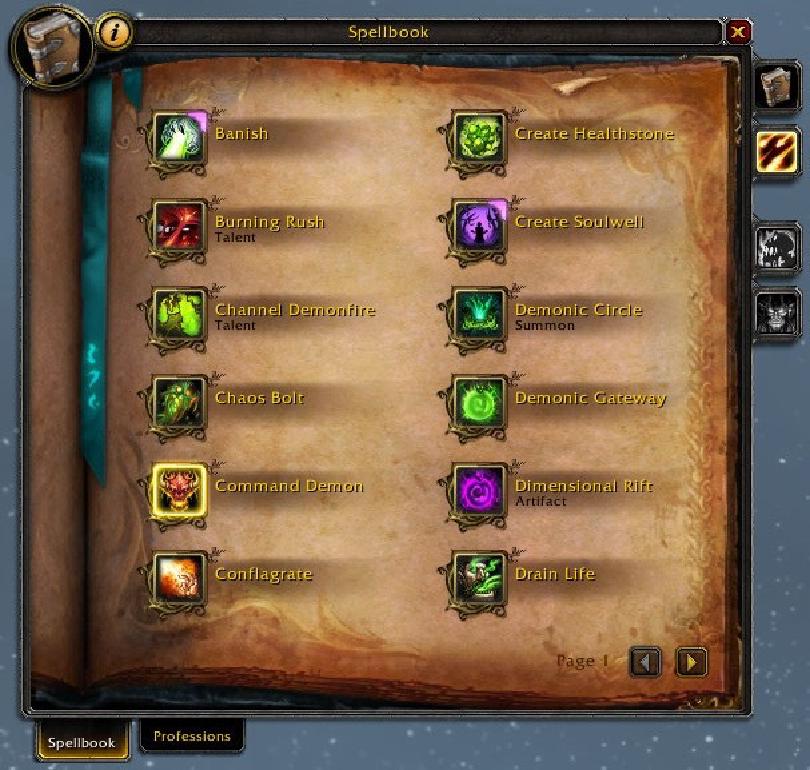 Spellbook
Banish
Create Healthstone
Burning Rush
Talent
Create Soulwell
Channel Demonfire
Talent
Demonic Circle
Summon
Chaos Bolt
Demonic Gateway
Command Demon
Dimensional Rift
Artifact
Conflagrate
Drain Life
Page 1
Spellbook
Professions